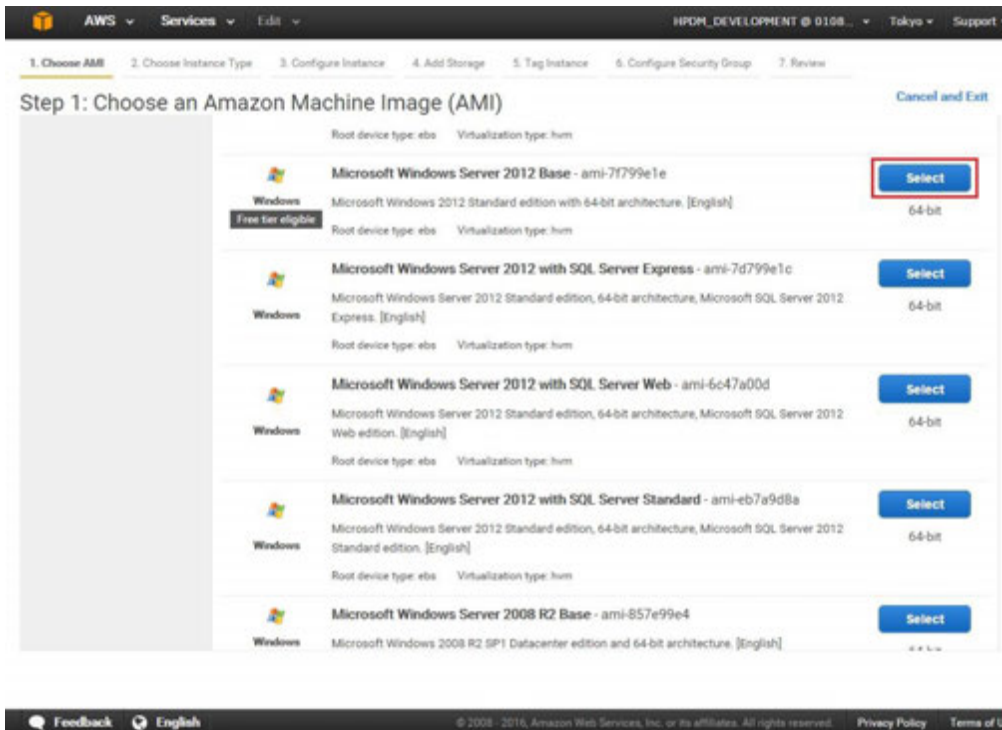 AWS Services Edit HPDM_DEVELOPMENT @ 0108... Tokyo Support
1. Choose AMI 2. Choose Instance Type 3. Configure Instance 4. Add Storage 5. Tag Instance 6. Configure Security Group 7. Review
Step 1: Choose an Amazon Machine Image (AMI)
Cancel and Exit
Root device type: ebs Virtualization type: hvm
Microsoft Windows Server 2012 Base - ami-7f799e1e
Select
Windows
Free tier eligible
Microsoft Windows 2012 Standard edition with 64-bit architecture. [English]
64-bit
Root device type: ebs Virtualization type: hvm
Microsoft Windows Server 2012 with SQL Server Express - ami-7d799e1c
Select
Windows
Microsoft Windows Server 2012 Standard edition, 64-bit architecture, Microsoft SQL Server 2012
Express. [English]
64-bit
Root device type: ebs Virtualization type: hvm
Microsoft Windows Server 2012 with SQL Server Web - ami-6c47a00d
Select
Windows
Microsoft Windows Server 2012 Standard edition, 64-bit architecture, Microsoft SQL Server 2012
Web edition. [English]
64-bit
Root device type: ebs Virtualization type: hvm
Microsoft Windows Server 2012 with SQL Server Standard - ami-eb7a9d8a
Select
Windows
Microsoft Windows Server 2012 Standard edition, 64-bit architecture, Microsoft SQL Server 2012
Standard edition. [English]
64-bit
Root device type: ebs Virtualization type: hvm
Microsoft Windows Server 2008 R2 Base - ami-857e99e4
Select
Windows
Microsoft Windows 2008 R2 SP1 Datacenter edition and 64-bit architecture. [English]
Feedback English © 2008 - 2016, Amazon Web Services, Inc. or its affiliates. All rights reserved. Privacy Policy Terms of U